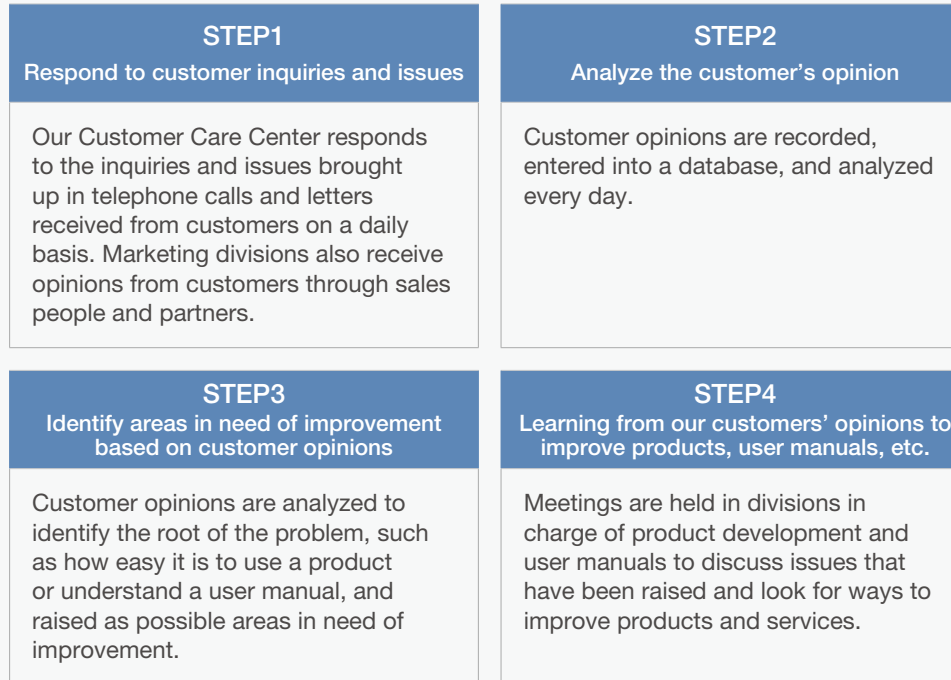 STEP1
Respond to customer inquiries and issues
Our Customer Care Center responds
to the inquiries and issues brought
up in telephone calls and letters
received from customers on a daily
basis. Marketing divisions also receive
opinions from customers through sales
people and partners.
STEP2
Analyze the customer’s opinion
Customer opinions are recorded,
entered into a database, and analyzed
every day.
STEP3
Identify areas in need of improvement
based on customer opinions
Customer opinions are analyzed to
identify the root of the problem, such
as how easy it is to use a product
or understand a user manual, and
raised as possible areas in need of
improvement.
STEP4
Learning from our customers’ opinions to
improve products, user manuals, etc.
Meetings are held in divisions in
charge of product development and
user manuals to discuss issues that
have been raised and look for ways to
improve products and services.